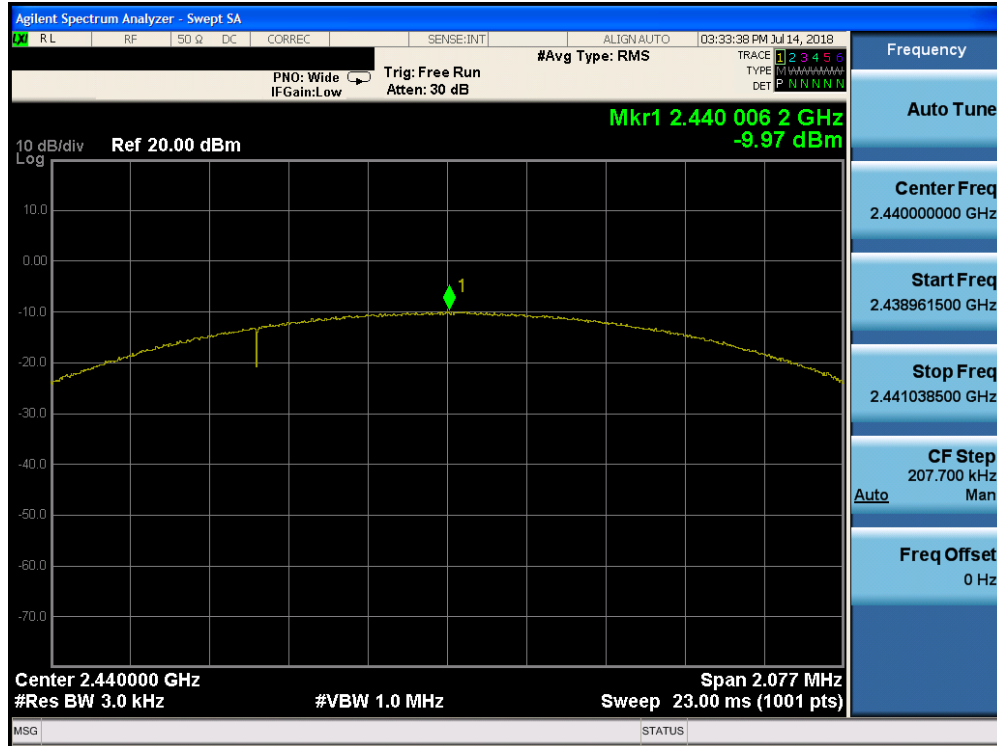 Agilent Spectrum Analyzer - Swept SA
LXI RL RF 50 Ω DC CORREC SENSE:INT ALIGN AUTO 03:33:38 PM Jul 14, 2018
#Avg Type: RMS
TRACE 1 2 3 4 5 6
PNO: Wide Trig: Free Run
TYPE M W W W W W
IFGain:Low Atten: 30 dB
DET P N N N N N
Mkr1 2.440 006 2 GHz
-9.97 dBm
10 dB/div Ref 20.00 dBm
Log
10.0
0.00
1
-10.0
-20.0
-30.0
-40.0
-50.0
-60.0
-70.0
Center 2.440000 GHz Span 2.077 MHz
#Res BW 3.0 kHz #VBW 1.0 MHz Sweep 23.00 ms (1001 pts)
MSG STATUS
Frequency
Auto Tune
Center Freq
2.440000000 GHz
Start Freq
2.438961500 GHz
Stop Freq
2.441038500 GHz
CF Step
207.700 kHz
Auto Man
Freq Offset
0 Hz